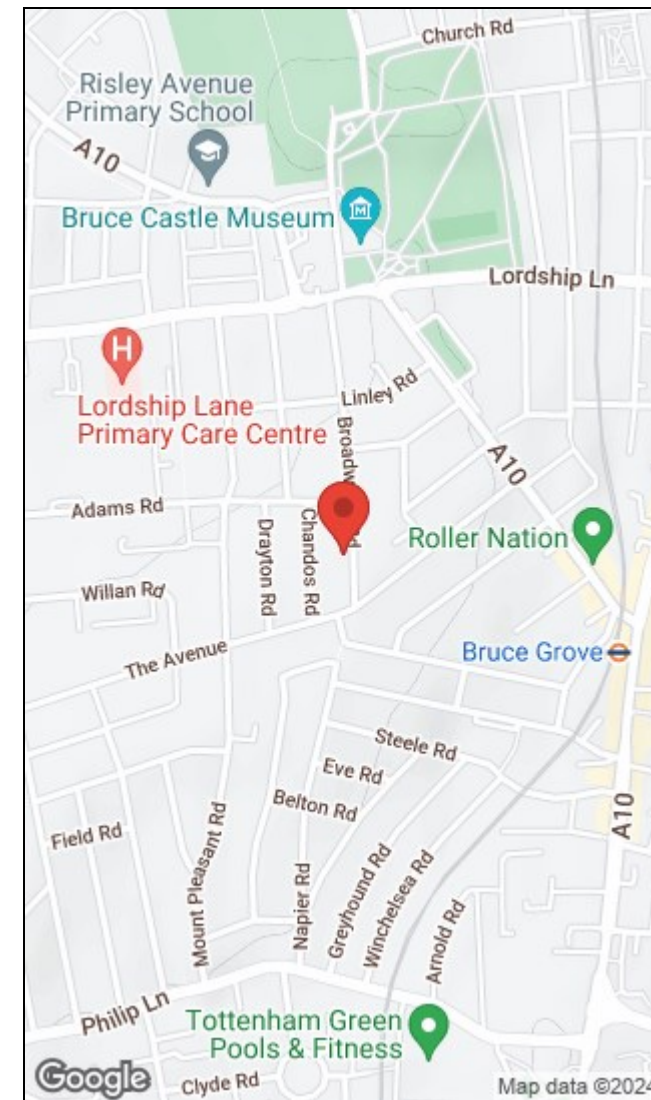 Church Rd
Risley Avenue
Primary School
A10
Bruce Castle Museum
Lordship Ln
H
Lordship Lane
Primary Care Centre
Linley Rd
A10
Adams Rd
Drayton Rd
Chandos Rd
Roller Nation
Willan Rd
The Avenue
Bruce Grove
Steele Rd
Eve Rd
Belton Rd
A10
Field Rd
Mount Pleasant Rd
Napier Rd
Greyhound Rd
Winchelsea Rd
Arnold Rd
Philip Ln
Tottenham Green
Pools & Fitness
Google
Clyde Rd
Map data ©2024